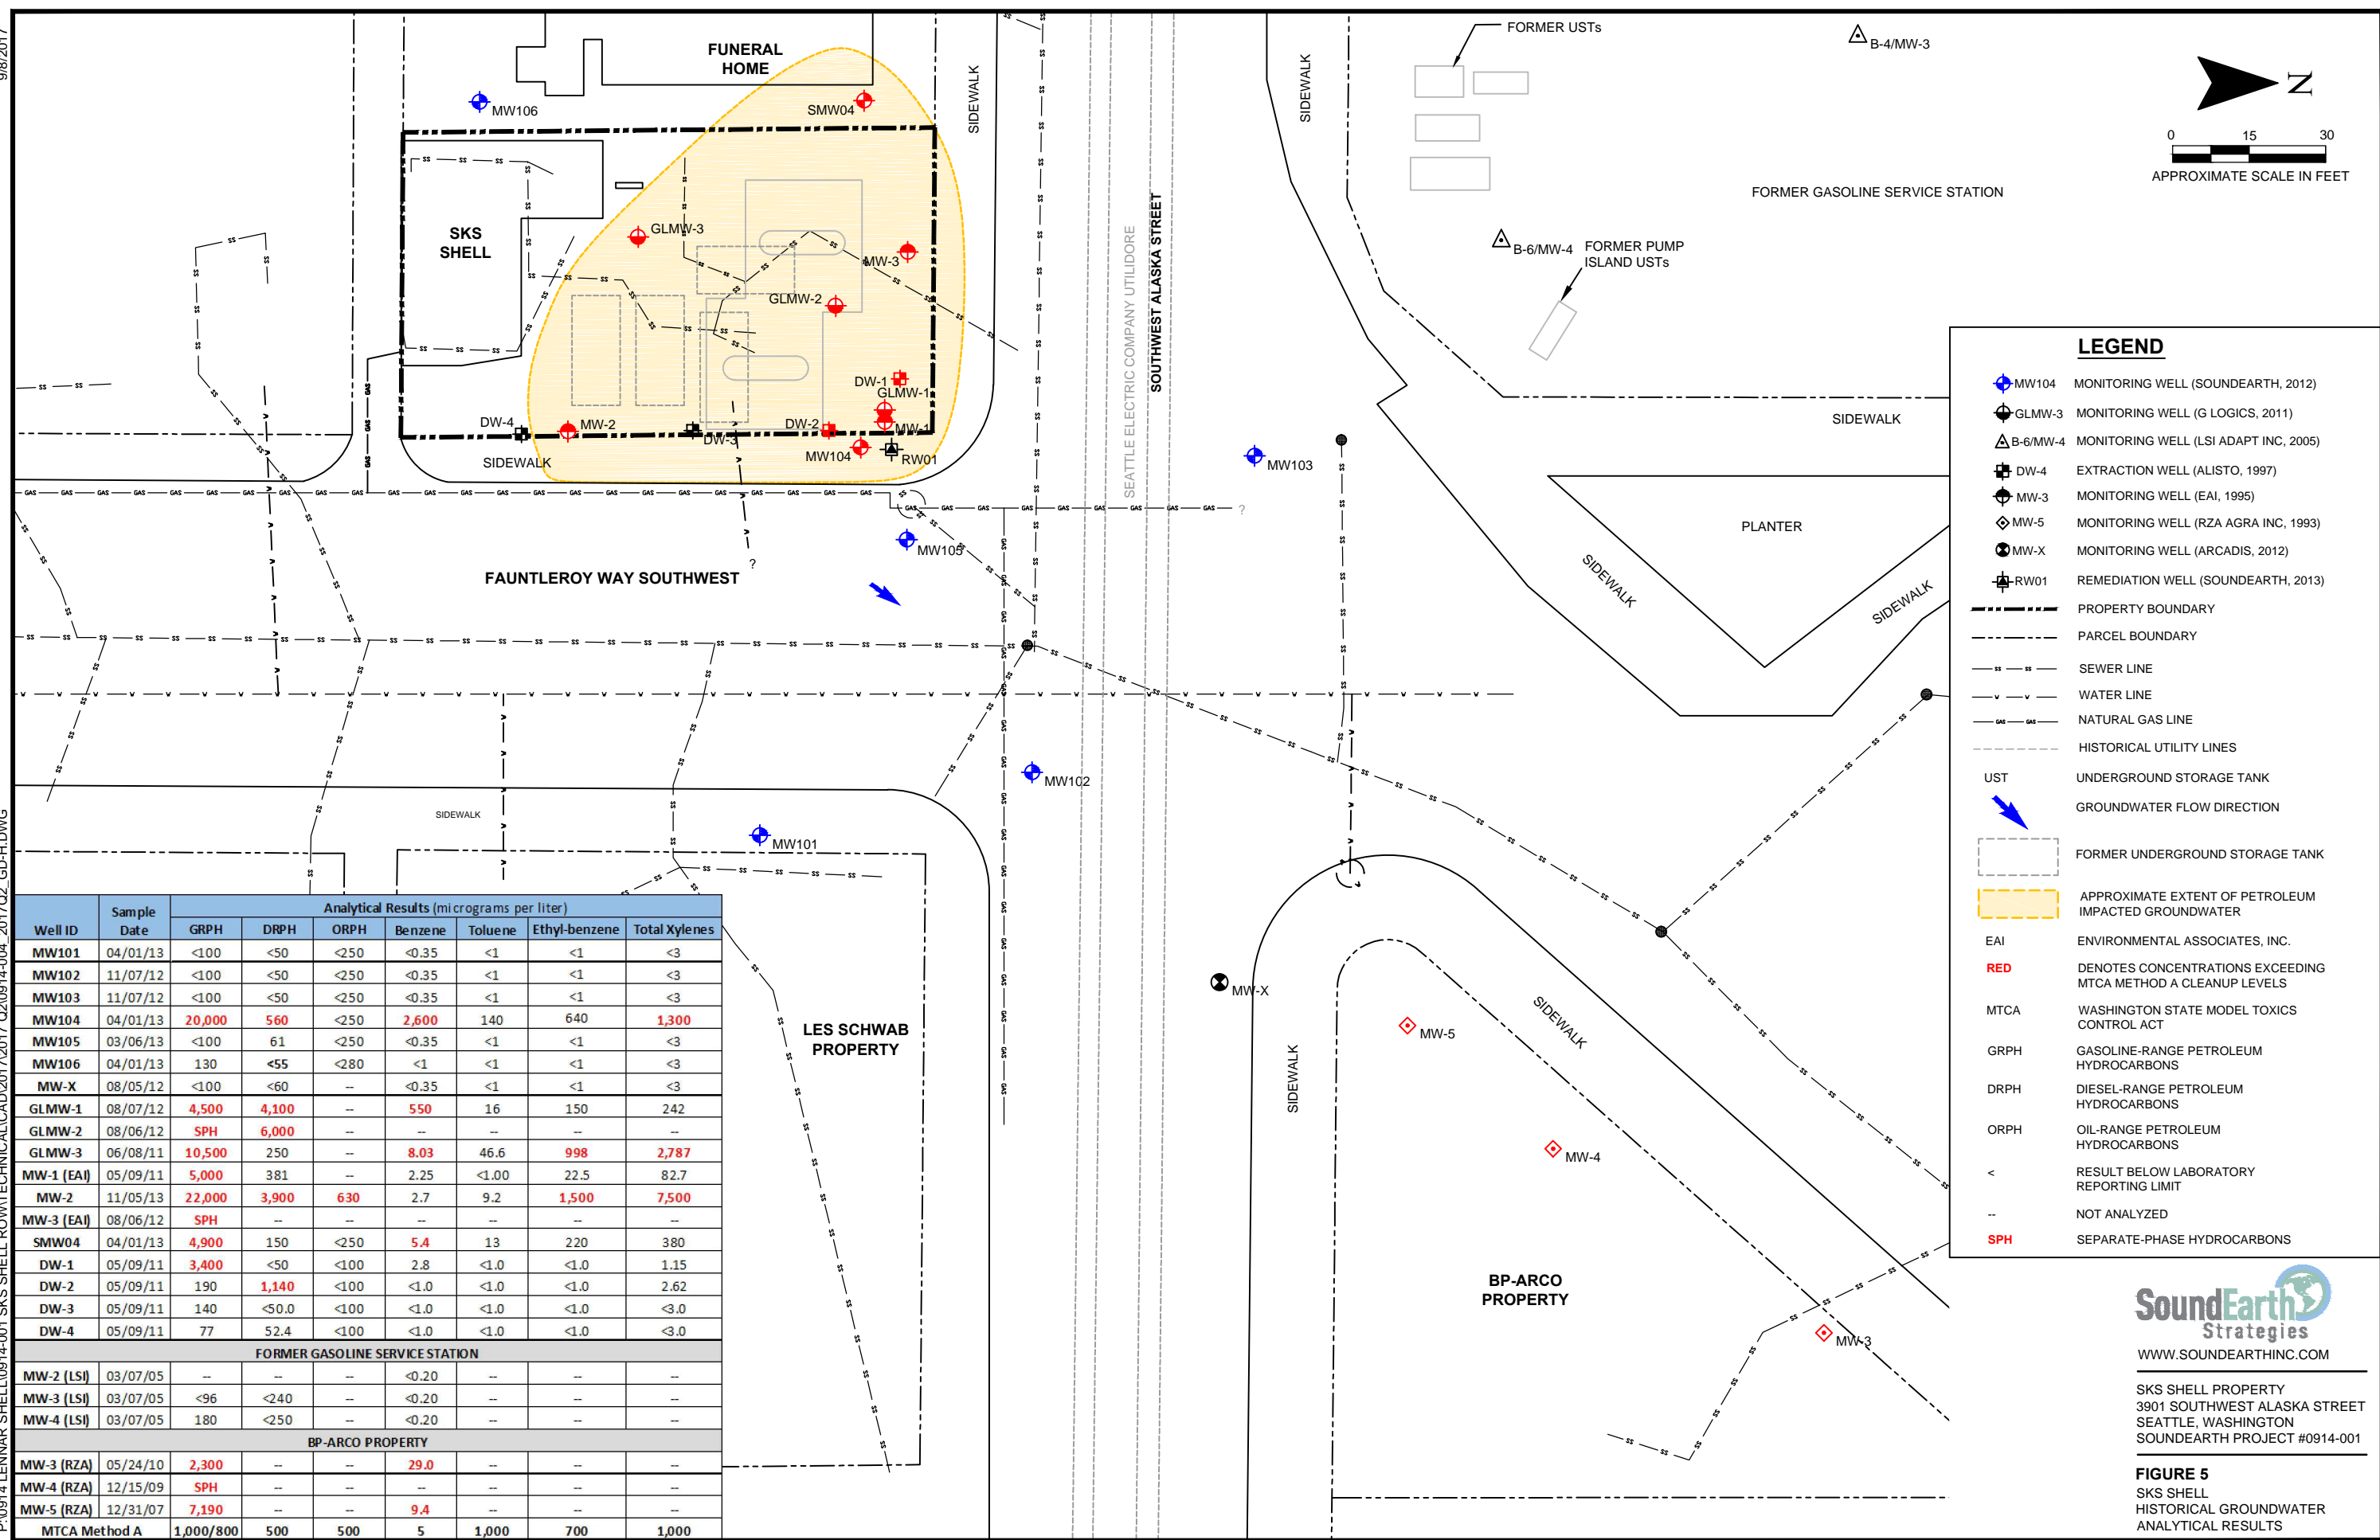 9/8/2017
P:\0914 LENNAR SHELL\0914-001 SKS SHELL ROW\TECHNICAL\CAD\2017\2017 Q2\0914-004_2017Q2_GD-H.DWG
FUNERAL
HOME
SIDEWALK
SIDEWALK
FORMER USTs
B-4/MW-3
N
0 15 30
APPROXIMATE SCALE IN FEET
FORMER GASOLINE SERVICE STATION
MW106
SMW04
SKS
SHELL
GLMW-3
MW-3
GLMW-2
B-6/MW-4
FORMER PUMP
ISLAND USTs
SEATTLE ELECTRIC COMPANY UTILIDORE
SOUTHWEST ALASKA STREET
DW-1
GLMW-1
DW-4
MW-2
DW-3
DW-2
MW-1
MW104
RW01
SIDEWALK
MW103
SIDEWALK
PLANTER
SIDEWALK
SIDEWALK
MW105
?
?
FAUNTLEROY WAY SOUTHWEST
MW102
SIDEWALK
MW101
MW-X
LES SCHWAB
PROPERTY
SIDEWALK
SIDEWALK
MW-5
MW-4
BP-ARCO
PROPERTY
MW-3
LEGEND
MW104 MONITORING WELL (SOUNDEARTH, 2012)
GLMW-3 MONITORING WELL (G LOGICS, 2011)
B-6/MW-4 MONITORING WELL (LSI ADAPT INC, 2005)
DW-4 EXTRACTION WELL (ALISTO, 1997)
MW-3 MONITORING WELL (EAI, 1995)
MW-5 MONITORING WELL (RZA AGRA INC, 1993)
MW-X MONITORING WELL (ARCADIS, 2012)
RW01 REMEDIATION WELL (SOUNDEARTH, 2013)
PROPERTY BOUNDARY
PARCEL BOUNDARY
SS SS SEWER LINE
V V WATER LINE
GAS GAS NATURAL GAS LINE
HISTORICAL UTILITY LINES
UST UNDERGROUND STORAGE TANK
GROUNDWATER FLOW DIRECTION
FORMER UNDERGROUND STORAGE TANK
APPROXIMATE EXTENT OF PETROLEUM
IMPACTED GROUNDWATER
EAI ENVIRONMENTAL ASSOCIATES, INC.
RED DENOTES CONCENTRATIONS EXCEEDING
MTCA METHOD A CLEANUP LEVELS
MTCA WASHINGTON STATE MODEL TOXICS
CONTROL ACT
GRPH GASOLINE-RANGE PETROLEUM
HYDROCARBONS
DRPH DIESEL-RANGE PETROLEUM
HYDROCARBONS
ORPH OIL-RANGE PETROLEUM
HYDROCARBONS
< RESULT BELOW LABORATORY
REPORTING LIMIT
-- NOT ANALYZED
SPH SEPARATE-PHASE HYDROCARBONS
Analytical Results (micrograms per liter)
Well ID Sample Date GRPH DRPH ORPH Benzene Toluene Ethyl-benzene Total Xylenes
MW101 04/01/13 <100 <50 <250 <0.35 <1 <1 <3
MW102 11/07/12 <100 <50 <250 <0.35 <1 <1 <3
MW103 11/07/12 <100 <50 <250 <0.35 <1 <1 <3
MW104 04/01/13 20,000 560 <250 2,600 140 640 1,300
MW105 03/06/13 <100 61 <250 <0.35 <1 <1 <3
MW106 04/01/13 130 <55 <280 <1 <1 <1 <3
MW-X 08/05/12 <100 <60 -- <0.35 <1 <1 <3
GLMW-1 08/07/12 4,500 4,100 -- 550 16 150 242
GLMW-2 08/06/12 SPH 6,000 -- -- -- -- --
GLMW-3 06/08/11 10,500 250 -- 8.03 46.6 998 2,787
MW-1 (EAI) 05/09/11 5,000 381 -- 2.25 <1.00 22.5 82.7
MW-2 11/05/13 22,000 3,900 630 2.7 9.2 1,500 7,500
MW-3 (EAI) 08/06/12 SPH -- -- -- -- -- --
SMW04 04/01/13 4,900 150 <250 5.4 13 220 380
DW-1 05/09/11 3,400 <50 <100 2.8 <1.0 <1.0 1.15
DW-2 05/09/11 190 1,140 <100 <1.0 <1.0 <1.0 2.62
DW-3 05/09/11 140 <50.0 <100 <1.0 <1.0 <1.0 <3.0
DW-4 05/09/11 77 52.4 <100 <1.0 <1.0 <1.0 <3.0
FORMER GASOLINE SERVICE STATION
MW-2 (LSI) 03/07/05 -- -- -- <0.20 -- -- --
MW-3 (LSI) 03/07/05 <96 <240 -- <0.20 -- -- --
MW-4 (LSI) 03/07/05 180 <250 -- <0.20 -- -- --
BP-ARCO PROPERTY
MW-3 (RZA) 05/24/10 2,300 -- -- 29.0 -- -- --
MW-4 (RZA) 12/15/09 SPH -- -- -- -- -- --
MW-5 (RZA) 12/31/07 7,190 -- -- 9.4 -- -- --
MTCA Method A 1,000/800 500 500 5 1,000 700 1,000
SoundEarth
Strategies
WWW.SOUNDEARTHINC.COM
SKS SHELL PROPERTY
3901 SOUTHWEST ALASKA STREET
SEATTLE, WASHINGTON
SOUNDEARTH PROJECT #0914-001
FIGURE 5
SKS SHELL
HISTORICAL GROUNDWATER
ANALYTICAL RESULTS